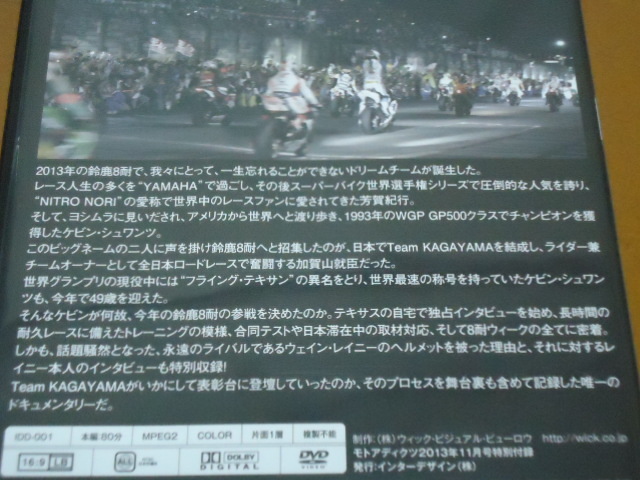 2013年の鈴鹿8耐で、我々にとって、一生忘れることができないドリームチームが誕生した。
レース人生の多くを“YAMAHA”で過ごし、その後スーパーバイク世界選手権シリーズで圧倒的な人気を誇り、
“NITRO NORI”の愛称で世界中のレースファンに愛されてきた芳賀紀行。
そして、ヨシムラに見いだされ、アメリカから世界へと渡り歩き、1993年のWGP GP500クラスでチャンピオンを獲
得したケビン・シュワンツ。
このビッグネームの二人に声を掛け鈴鹿8耐へと招集したのが、日本でTeam KAGAYAMAを結成し、ライダー兼
チームオーナーとして全日本ロードレースで奮闘する加賀山就臣だった。
世界グランプリの現役中には“フライング・テキサン”の異名をとり、世界最速の称号を持っていたケビン・シュワン
ツも、今年で49歳を迎えた。
そんなケビンが何故、今年の鈴鹿8耐の参戦を決めたのか。テキサスの自宅で独占インタビューを始め、長時間の
耐久レースに備えたトレーニングの模様、合同テストや日本滞在中の取材対応、そして8耐ウィークの全てに密着。
しかも、話題騒然となった、永遠のライバルであるウェイン・レイニーのヘルメットを被った理由と、それに対するレ
イニー本人のインタビューも特別収録!
Team KAGAYAMAがいかにして表彰台に登壇していったのか、そのプロセスを舞台裏も含めて記録した唯一の
ドキュメンタリーだ。
IDD-001 本編:80分 MPEG2 COLOR 片面1層 複製不能
16:9 LB ALL DOLBY DIGITAL DVD VIDEO
制作:(株)ウィック・ビジュアル・ビューロウ http://wick.co.jp
モトアディクツ2013年11月号特別付録
発行:インターデザイン(株)